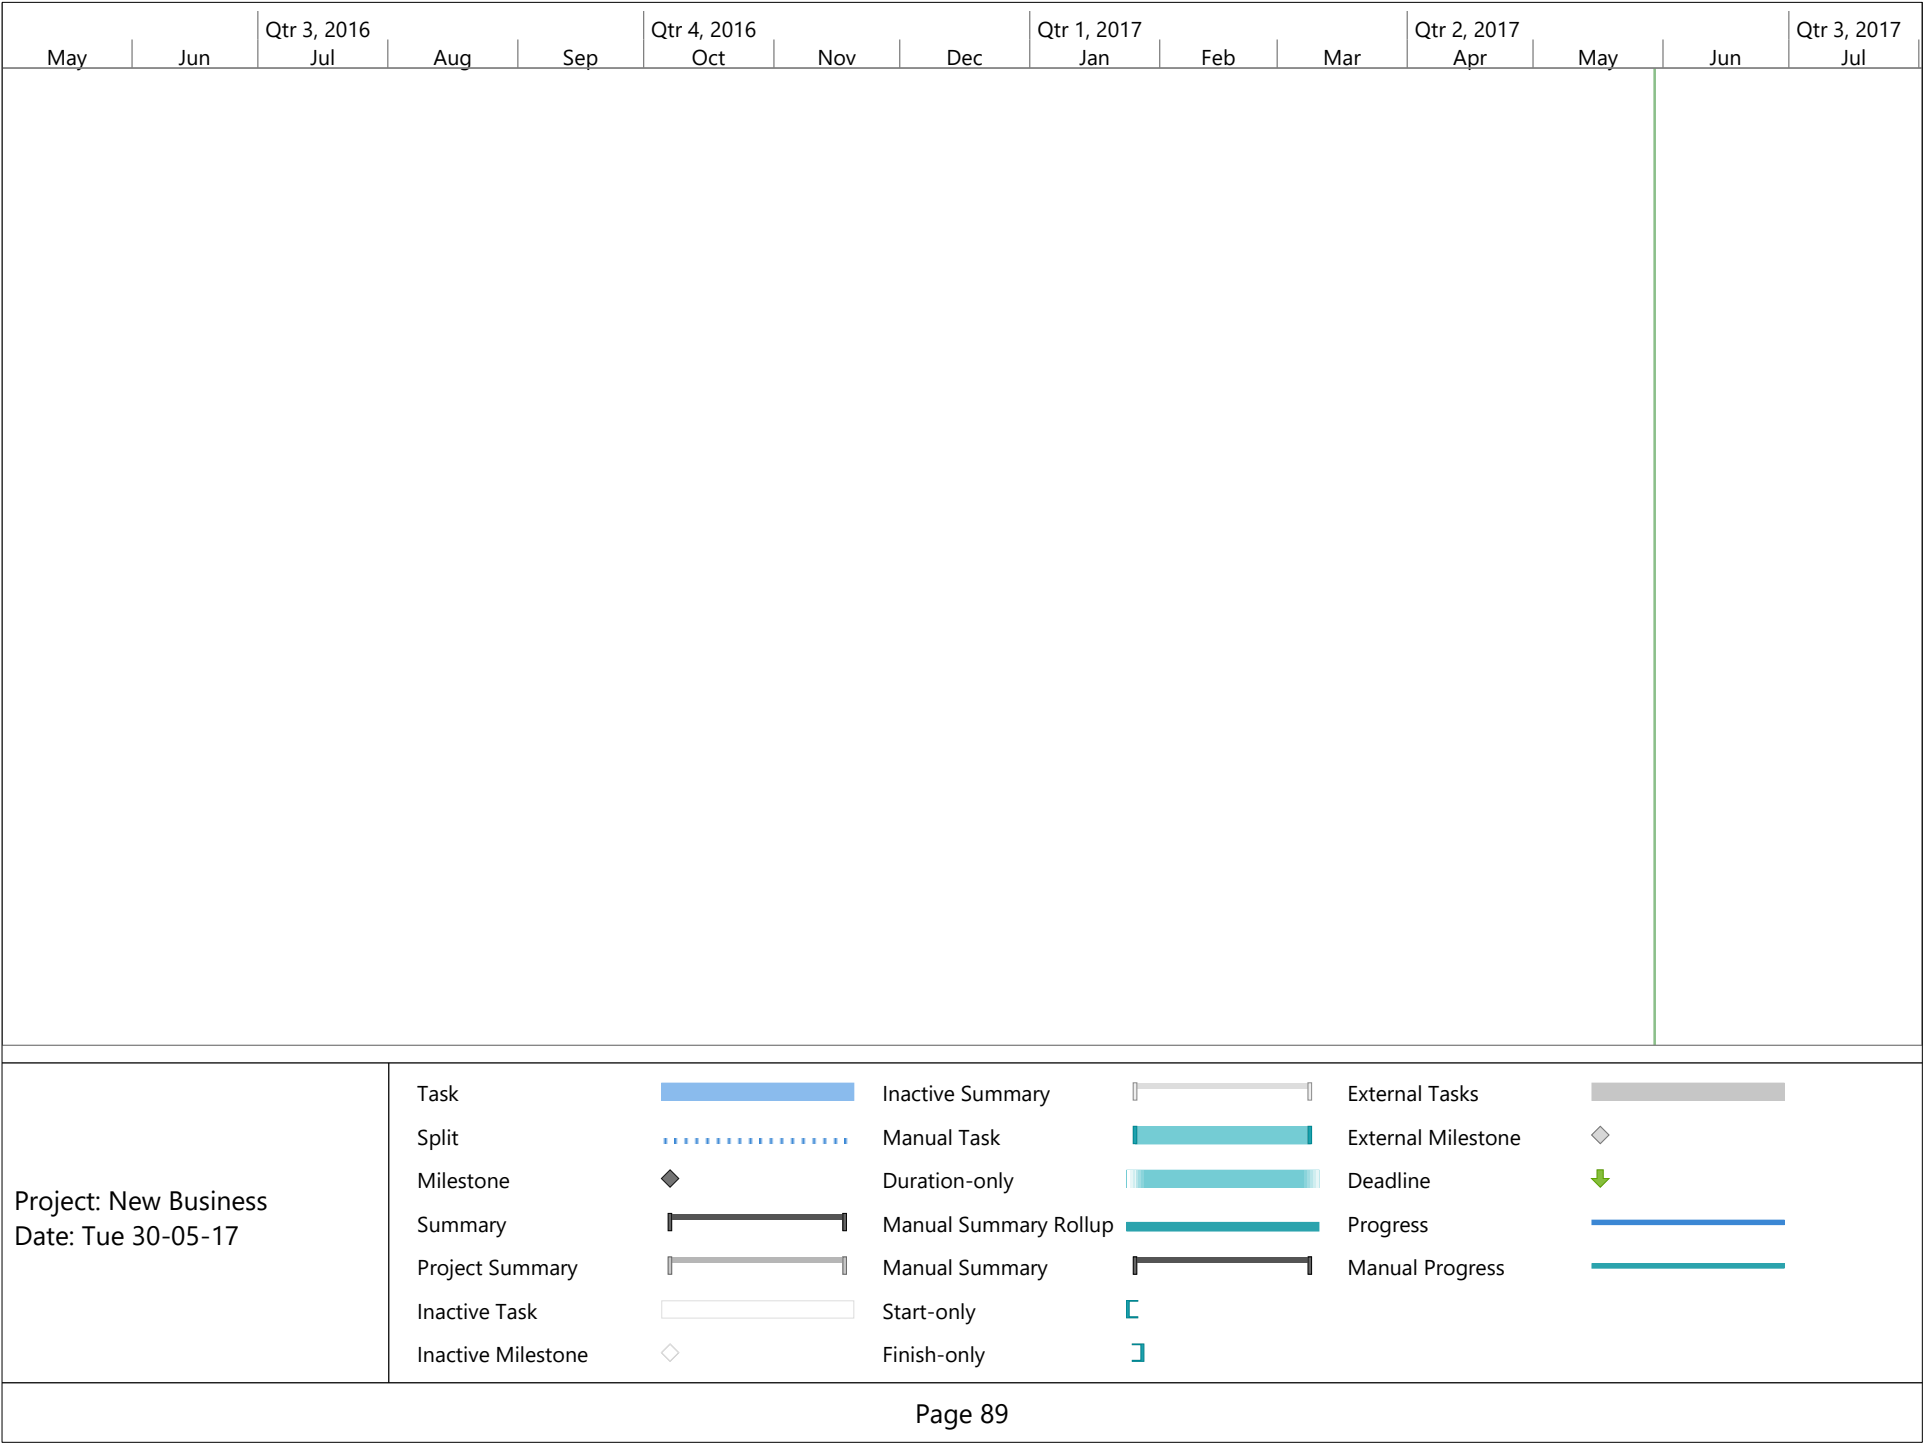 Qtr 3, 2016 Qtr 4, 2016 Qtr 1, 2017 Qtr 2, 2017 Qtr 3, 2017
May Jun Jul Aug Sep Oct Nov Dec Jan Feb Mar Apr May Jun Jul
Project: New Business
Date: Tue 30-05-17
Task
Split
Milestone
Summary
Project Summary
Inactive Task
Inactive Milestone
Inactive Summary
Manual Task
Duration-only
Manual Summary Rollup
Manual Summary
Start-only
Finish-only
External Tasks
External Milestone
Deadline
Progress
Manual Progress
Page 89